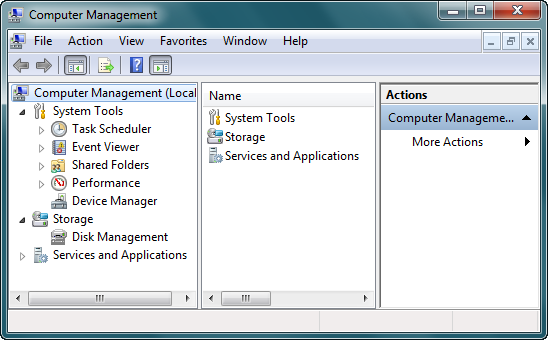 Computer Management
File Action View Favorites Window Help
Computer Management (Local
System Tools
Task Scheduler
Event Viewer
Shared Folders
Performance
Device Manager
Storage
Disk Management
Services and Applications
Name
System Tools
Storage
Services and Applications
Actions
Computer Manageme...
More Actions